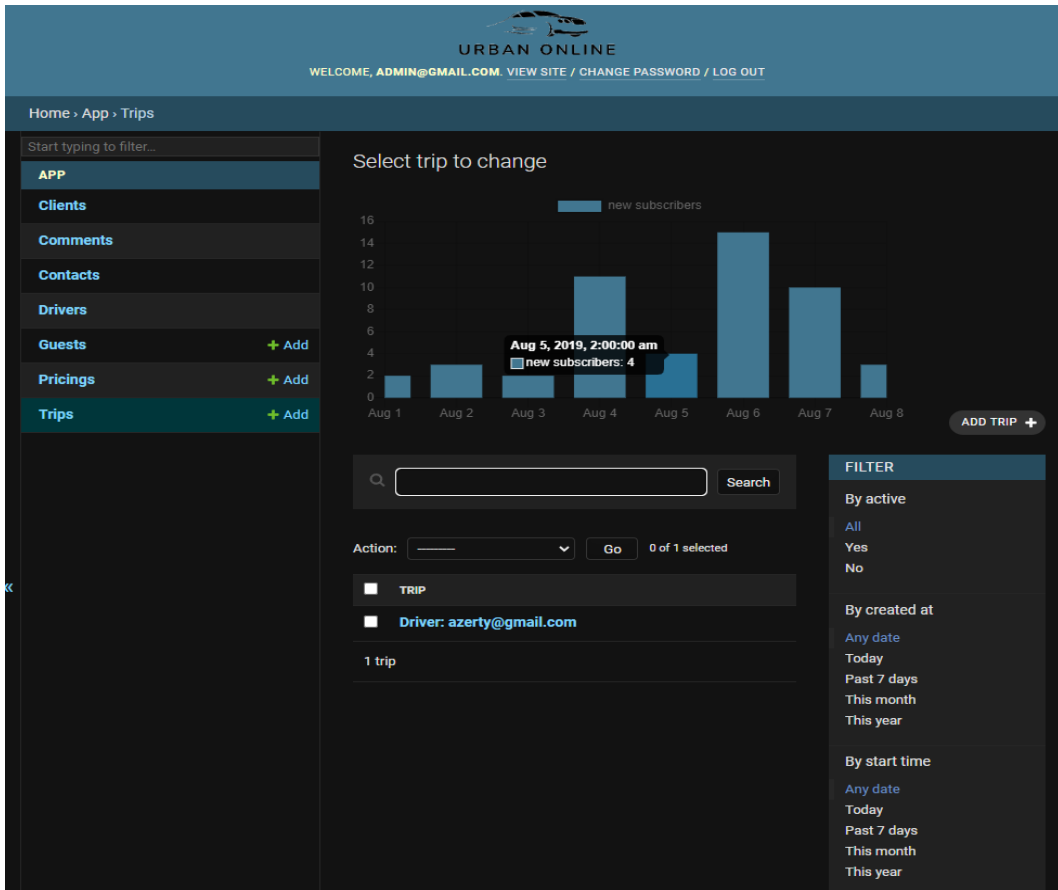 URBAN ONLINE
WELCOME, ADMIN@GMAIL.COM. VIEW SITE / CHANGE PASSWORD / LOG OUT
Home › App › Trips
Start typing to filter...
APP
Clients
Comments
Contacts
Drivers
Guests + Add
Pricings + Add
Trips + Add
«
Select trip to change
new subscribers
16
14
12
10
8
6
4
2
0
Aug 5, 2019, 2:00:00 am
new subscribers: 4
Aug 1 Aug 2 Aug 3 Aug 4 Aug 5 Aug 6 Aug 7 Aug 8
ADD TRIP +
Search
Action: --------- Go 0 of 1 selected
TRIP
Driver: azerty@gmail.com
1 trip
FILTER
By active
All
Yes
No
By created at
Any date
Today
Past 7 days
This month
This year
By start time
Any date
Today
Past 7 days
This month
This year